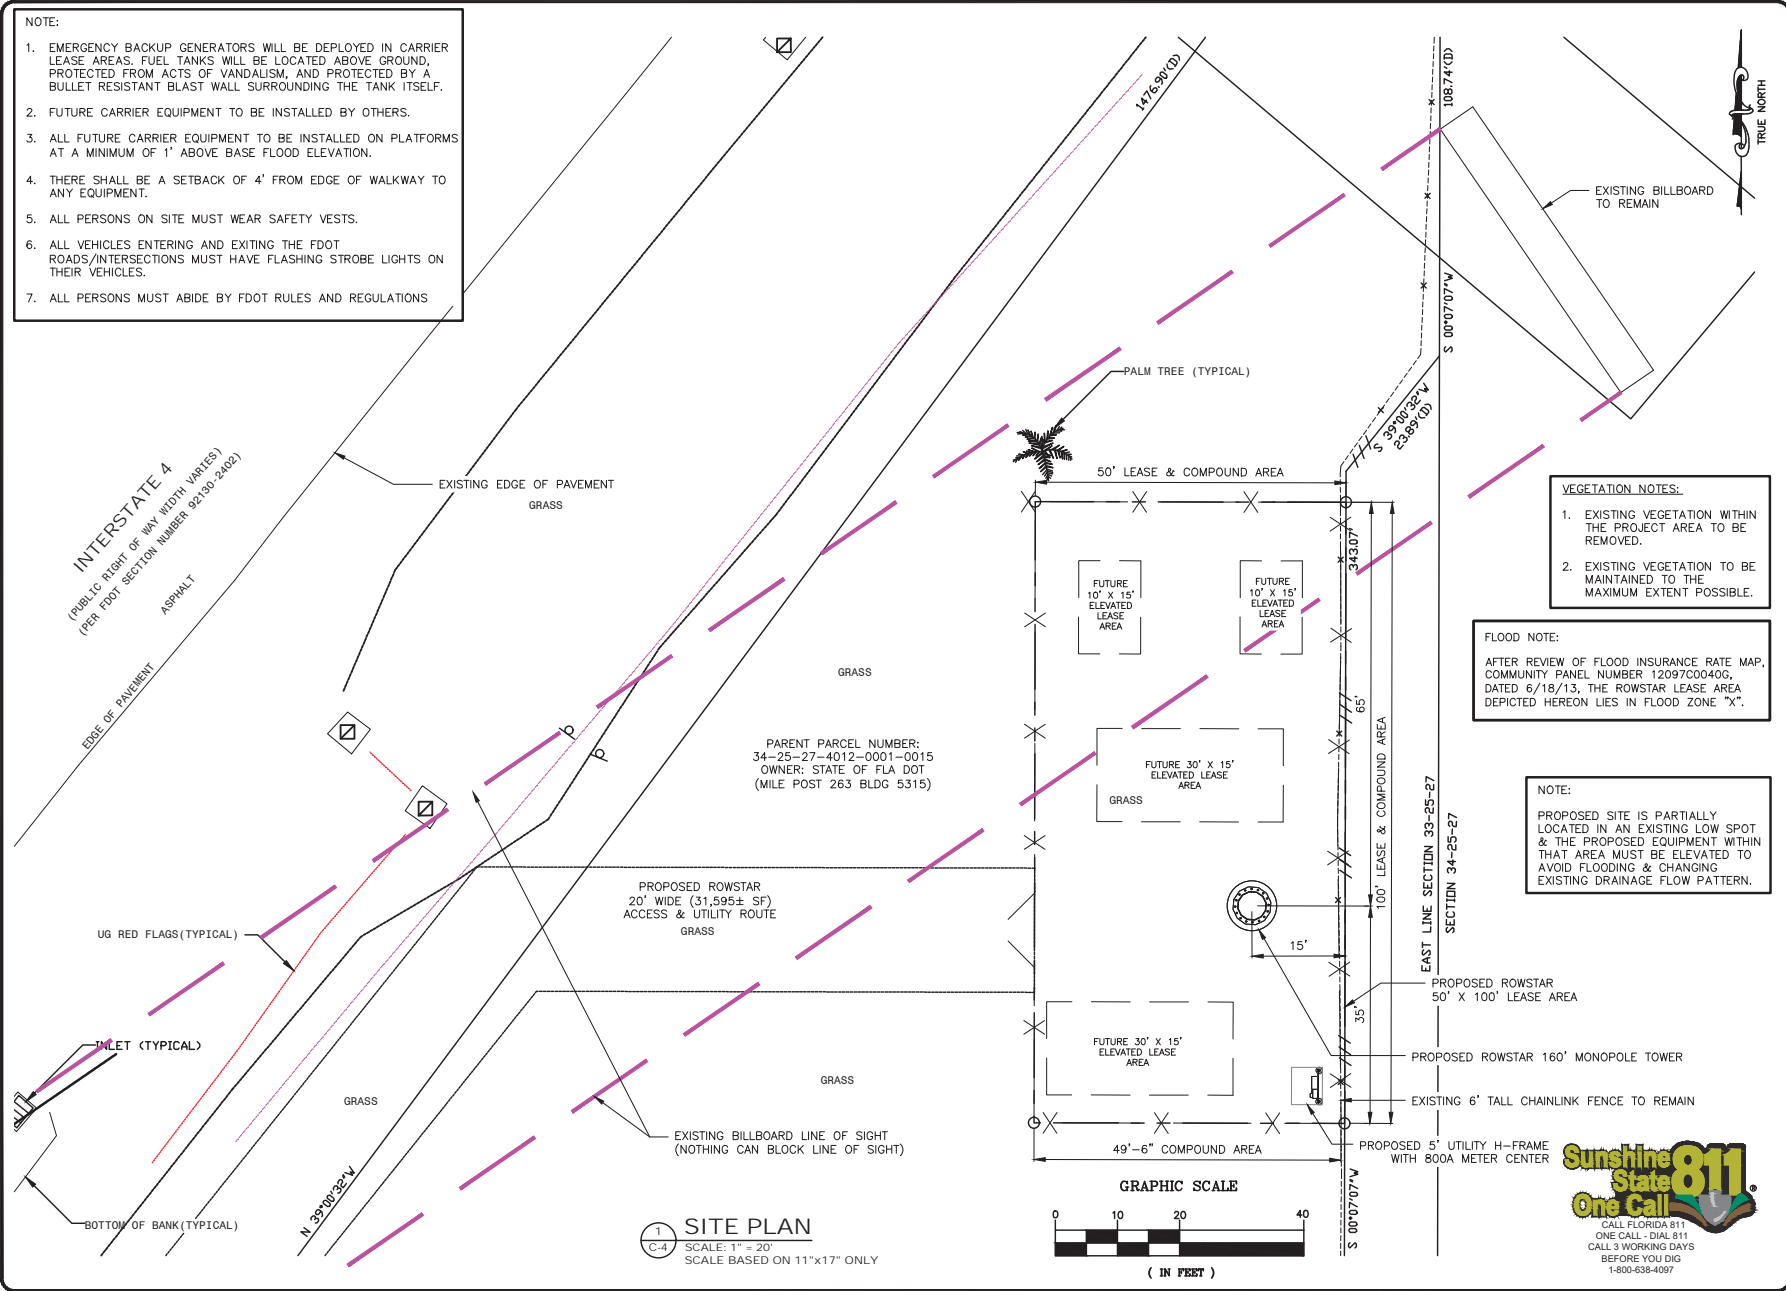 NOTE:
1. EMERGENCY BACKUP GENERATORS WILL BE DEPLOYED IN CARRIER
LEASE AREAS. FUEL TANKS WILL BE LOCATED ABOVE GROUND,
PROTECTED FROM ACTS OF VANDALISM, AND PROTECTED BY A
BULLET RESISTANT BLAST WALL SURROUNDING THE TANK ITSELF.
2. FUTURE CARRIER EQUIPMENT TO BE INSTALLED BY OTHERS.
3. ALL FUTURE CARRIER EQUIPMENT TO BE INSTALLED ON PLATFORMS
AT A MINIMUM OF 1' ABOVE BASE FLOOD ELEVATION.
4. THERE SHALL BE A SETBACK OF 4' FROM EDGE OF WALKWAY TO
ANY EQUIPMENT.
5. ALL PERSONS ON SITE MUST WEAR SAFETY VESTS.
6. ALL VEHICLES ENTERING AND EXITING THE FDOT
ROADS/INTERSECTIONS MUST HAVE FLASHING STROBE LIGHTS ON
THEIR VEHICLES.
7. ALL PERSONS MUST ABIDE BY FDOT RULES AND REGULATIONS
1476.90'(D)
108.74'(D)
TRUE NORTH
EXISTING BILLBOARD
TO REMAIN
S 00°07'07"W
PALM TREE (TYPICAL)
S 39°00'32"W
23.89'(D)
INTERSTATE 4
(PUBLIC RIGHT OF WAY WIDTH VARIES)
(PER FDOT SECTION NUMBER 92130-2402)
ASPHALT
EDGE OF PAVEMENT
EXISTING EDGE OF PAVEMENT
GRASS
50' LEASE & COMPOUND AREA
343.07'
FUTURE
10' X 15'
ELEVATED
LEASE
AREA
FUTURE
10' X 15'
ELEVATED
LEASE
AREA
VEGETATION NOTES:
1. EXISTING VEGETATION WITHIN
THE PROJECT AREA TO BE
REMOVED.
2. EXISTING VEGETATION TO BE
MAINTAINED TO THE
MAXIMUM EXTENT POSSIBLE.
FLOOD NOTE:
AFTER REVIEW OF FLOOD INSURANCE RATE MAP,
COMMUNITY PANEL NUMBER 12097C0040G,
DATED 6/18/13, THE ROWSTAR LEASE AREA
DEPICTED HEREON LIES IN FLOOD ZONE "X".
GRASS
65'
100' LEASE & COMPOUND AREA
PARENT PARCEL NUMBER:
34-25-27-4012-0001-0015
OWNER: STATE OF FLA DOT
(MILE POST 263 BLDG 5315)
FUTURE 30' X 15'
ELEVATED LEASE
AREA
GRASS
EAST LINE SECTION 33-25-27
SECTION 34-25-27
NOTE:
PROPOSED SITE IS PARTIALLY
LOCATED IN AN EXISTING LOW SPOT
& THE PROPOSED EQUIPMENT WITHIN
THAT AREA MUST BE ELEVATED TO
AVOID FLOODING & CHANGING
EXISTING DRAINAGE FLOW PATTERN.
PROPOSED ROWSTAR
20' WIDE (31,595± SF)
ACCESS & UTILITY ROUTE
GRASS
UG RED FLAGS(TYPICAL)
15'
35'
PROPOSED ROWSTAR
50' X 100' LEASE AREA
INLET (TYPICAL)
FUTURE 30' X 15'
ELEVATED LEASE
AREA
PROPOSED ROWSTAR 160' MONOPOLE TOWER
GRASS
GRASS
EXISTING 6' TALL CHAINLINK FENCE TO REMAIN
EXISTING BILLBOARD LINE OF SIGHT
(NOTHING CAN BLOCK LINE OF SIGHT)
49'-6" COMPOUND AREA
PROPOSED 5' UTILITY H-FRAME
WITH 800A METER CENTER
N 39°00'32"W
S 00°07'07"W
BOTTOM OF BANK(TYPICAL)
1
C-4
SITE PLAN
SCALE: 1" = 20'
SCALE BASED ON 11"x17" ONLY
GRAPHIC SCALE
0 10 20 40
( IN FEET )
Sunshine 811
State
One Call
®
CALL FLORIDA 811
ONE CALL - DIAL 811
CALL 3 WORKING DAYS
BEFORE YOU DIG
1-800-638-4097